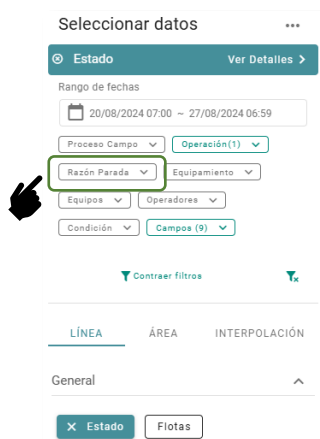 Seleccionar datos
Estado Ver Detalles
Rango de fechas
20/08/2024 07:00 ~ 27/08/2024 06:59
Proceso Campo Operación(1)
Razón Parada Equipamiento
Equipos Operadores
Condición Campos (9)
Contraer filtros
LÍNEA ÁREA INTERPOLACIÓN
General
Estado Flotas